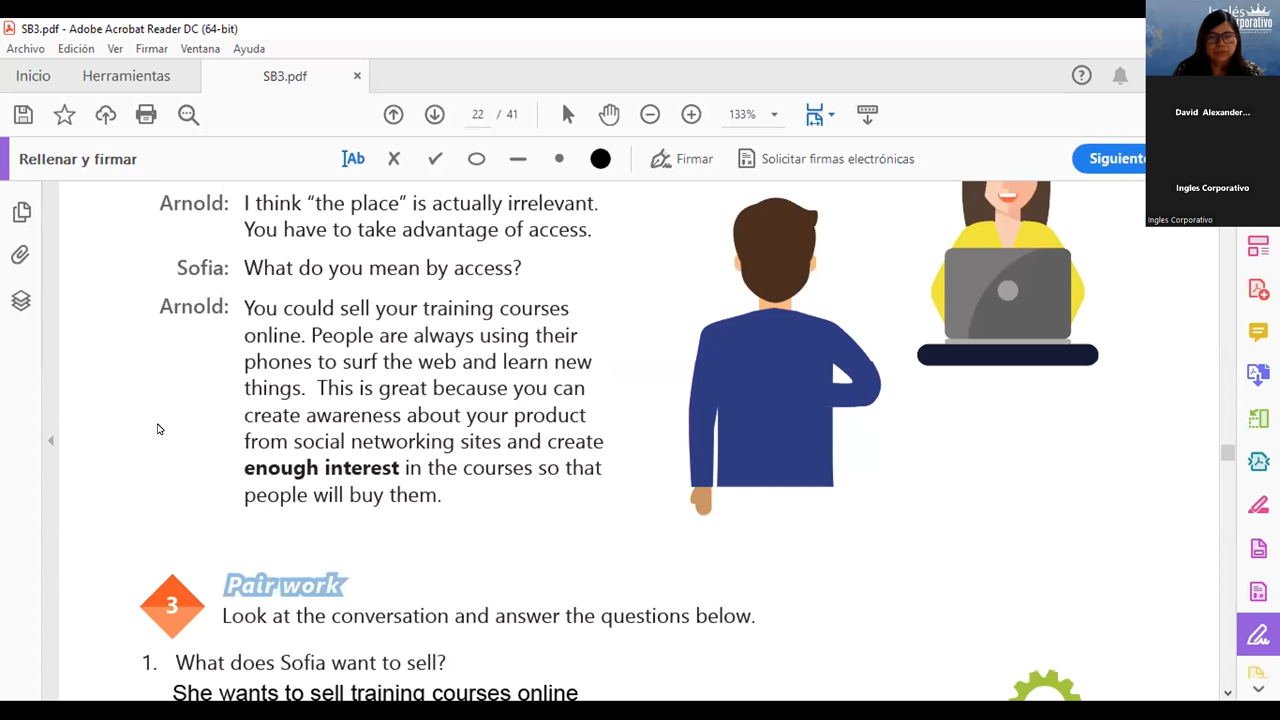 SB3.pdf - Adobe Acrobat Reader DC (64-bit)
Archivo Edición Ver Firmar Ventana Ayuda
Inicio Herramientas SB3.pdf ×
22 / 41 133%
Rellenar y firmar Ab Firmar Solicitar firmas electrónicas Siguient
Arnold: I think “the place” is actually irrelevant.
You have to take advantage of access.
Sofia: What do you mean by access?
Arnold: You could sell your training courses
online. People are always using their
phones to surf the web and learn new
things. This is great because you can
create awareness about your product
from social networking sites and create
enough interest in the courses so that
people will buy them.
3
Pair work
Look at the conversation and answer the questions below.
1. What does Sofia want to sell?
She wants to sell training courses online
David Alexander...
Ingles Corporativo
Ingles Corporativo